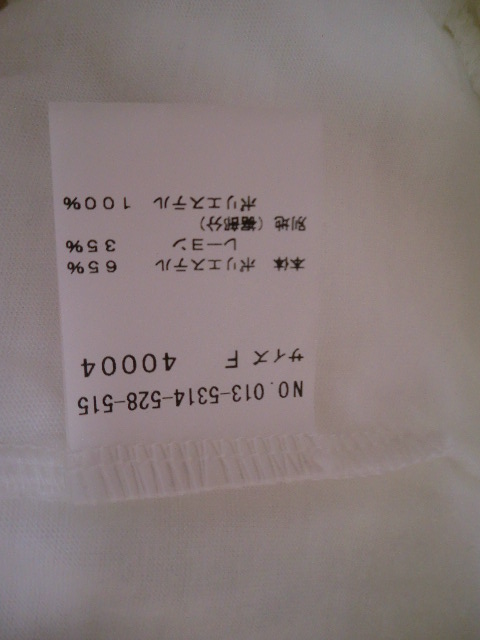 NO.013-5314-528-515
サイズ F 40004
本体 ポリエステル 65%
レーヨン 35%
別地(裾部分)
ポリエステル 100%